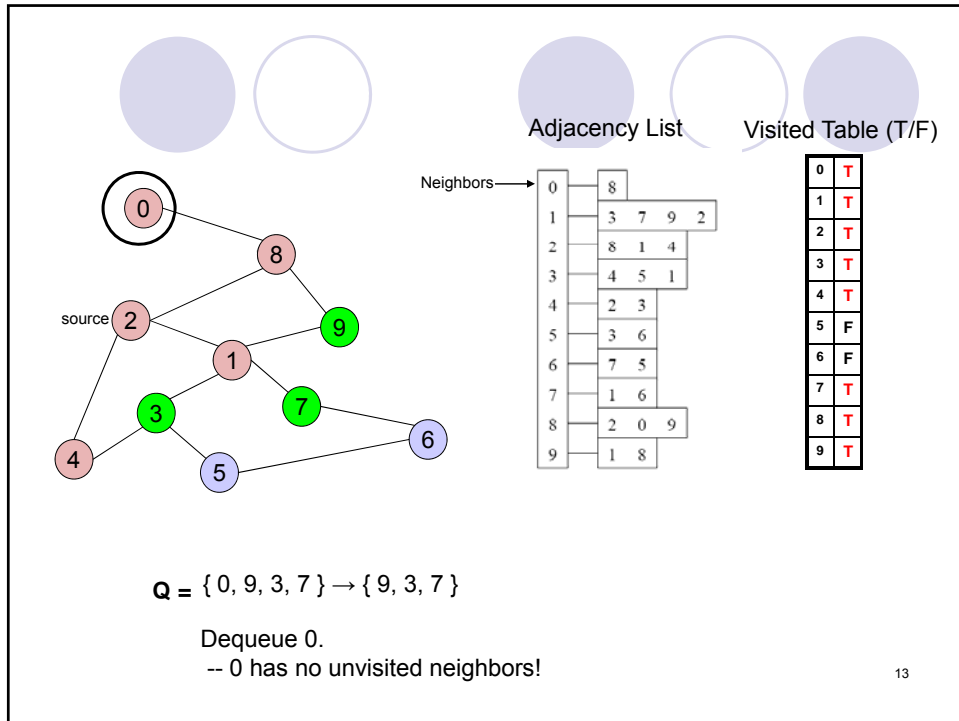 Adjacency List
Visited Table (T/F)
Neighbors
0 8
1 3 7 9 2
2 8 1 4
3 4 5 1
4 2 3
5 3 6
6 7 5
7 1 6
8 2 0 9
9 1 8
0 T
1 T
2 T
3 T
4 T
5 F
6 F
7 T
8 T
9 T
0
8
source 2
9
1
3
7
6
4
5
Q = { 0, 9, 3, 7 } → { 9, 3, 7 }
Dequeue 0.
-- 0 has no unvisited neighbors!
13